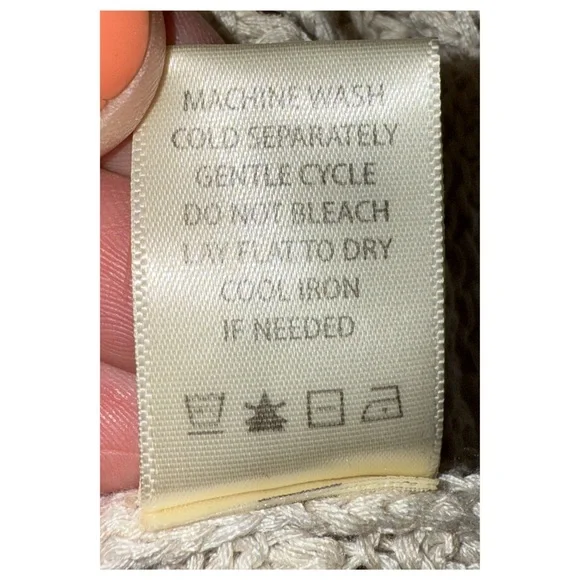 MACHINE WASH
COLD SEPARATELY
GENTLE CYCLE
DO NOT BLEACH
LAY FLAT TO DRY
COOL IRON
IF NEEDED